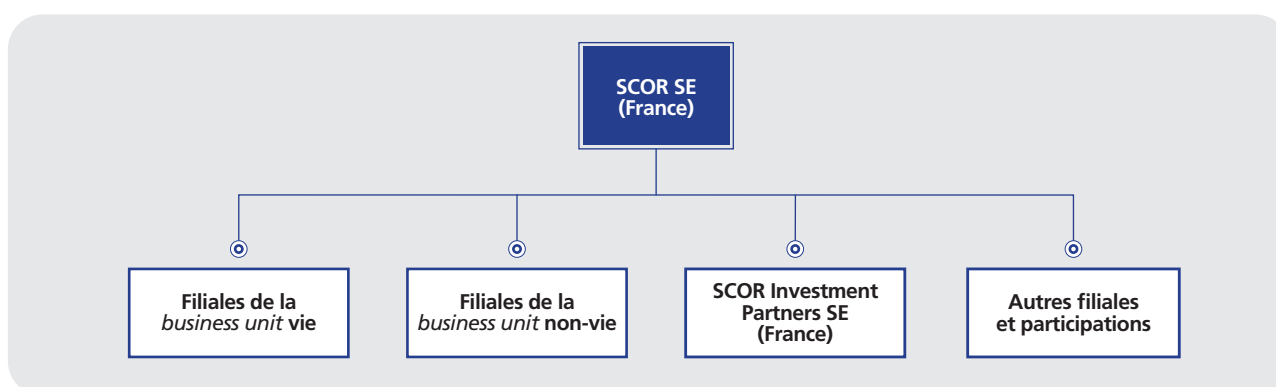 SCOR SE
(France)
Filiales de la
business unit vie
Filiales de la
business unit non-vie
SCOR Investment
Partners SE
(France)
Autres filiales
et participations